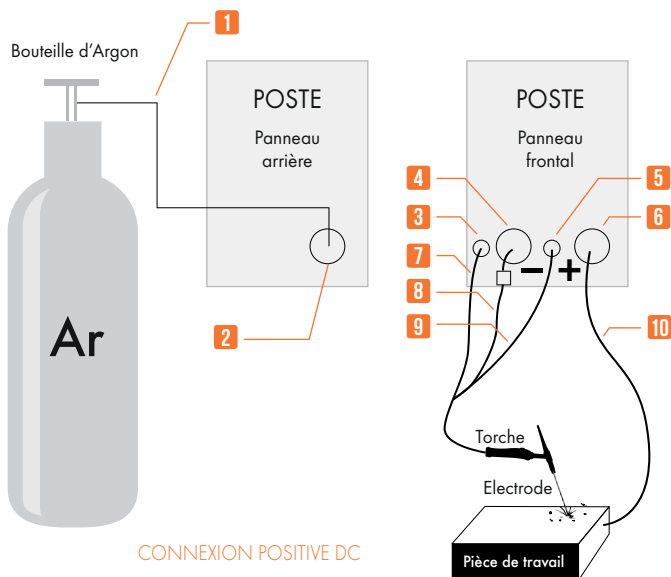 1
Bouteille d'Argon
POSTE
Panneau
arrière
POSTE
Panneau
frontal
4
5
6
3
7
2
8
9
10
– +
Ar
Torche
Electrode
Pièce de travail
CONNEXION POSITIVE DC